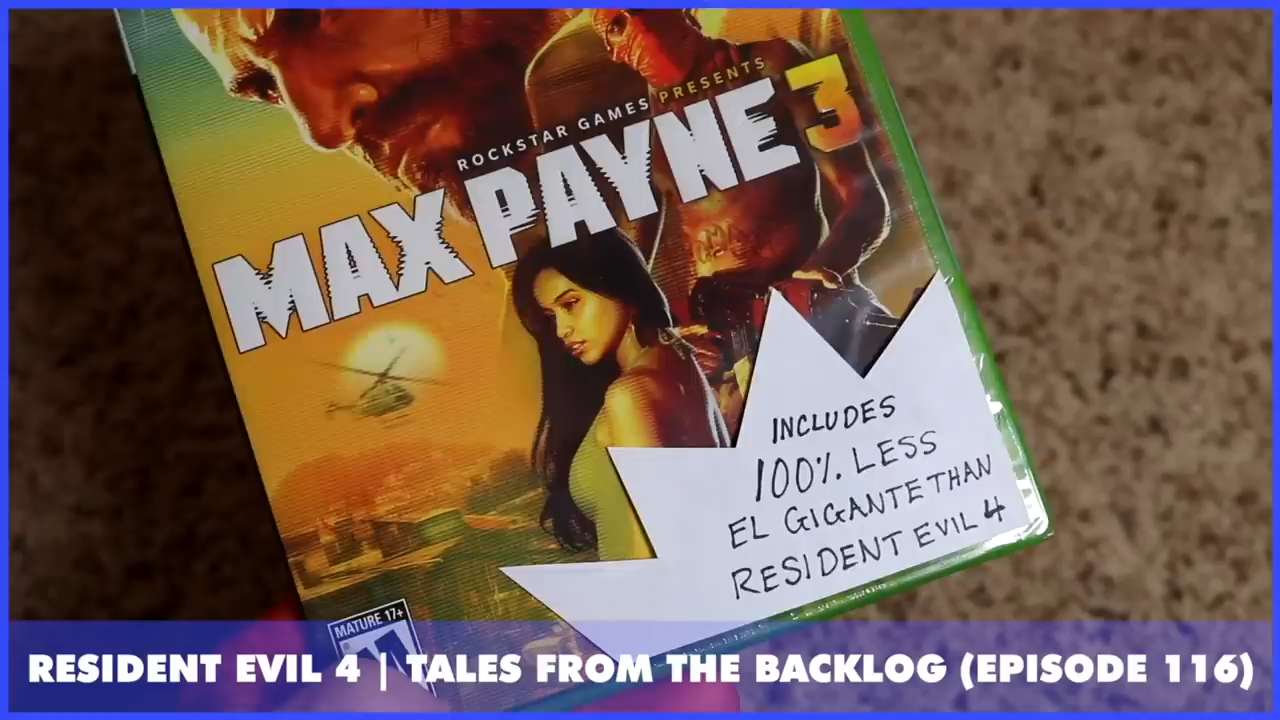 ROCKSTAR GAMES PRESENTS
MAX PAYNE 3
INCLUDES
100% LESS
EL GIGANTE THAN
RESIDENT EVIL 4
MATURE 17+
RESIDENT EVIL 4 | TALES FROM THE BACKLOG (EPISODE 116)